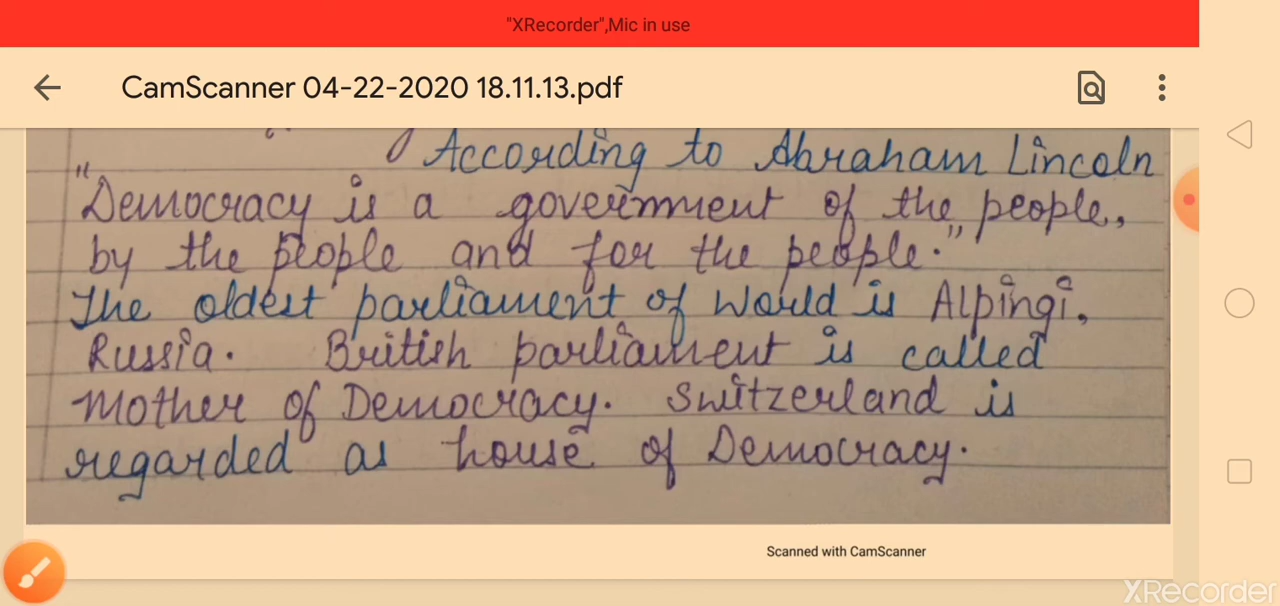 "XRecorder",Mic in use
CamScanner 04-22-2020 18.11.13.pdf
According to Abraham Lincoln
"Democracy is a government of the people,
by the people and for the people."
The oldest parliament of World is Alpingi,
Russia. British parliament is called
mother of Democracy. Switzerland is
regarded as house of Democracy.
Scanned with CamScanner
XRecorder